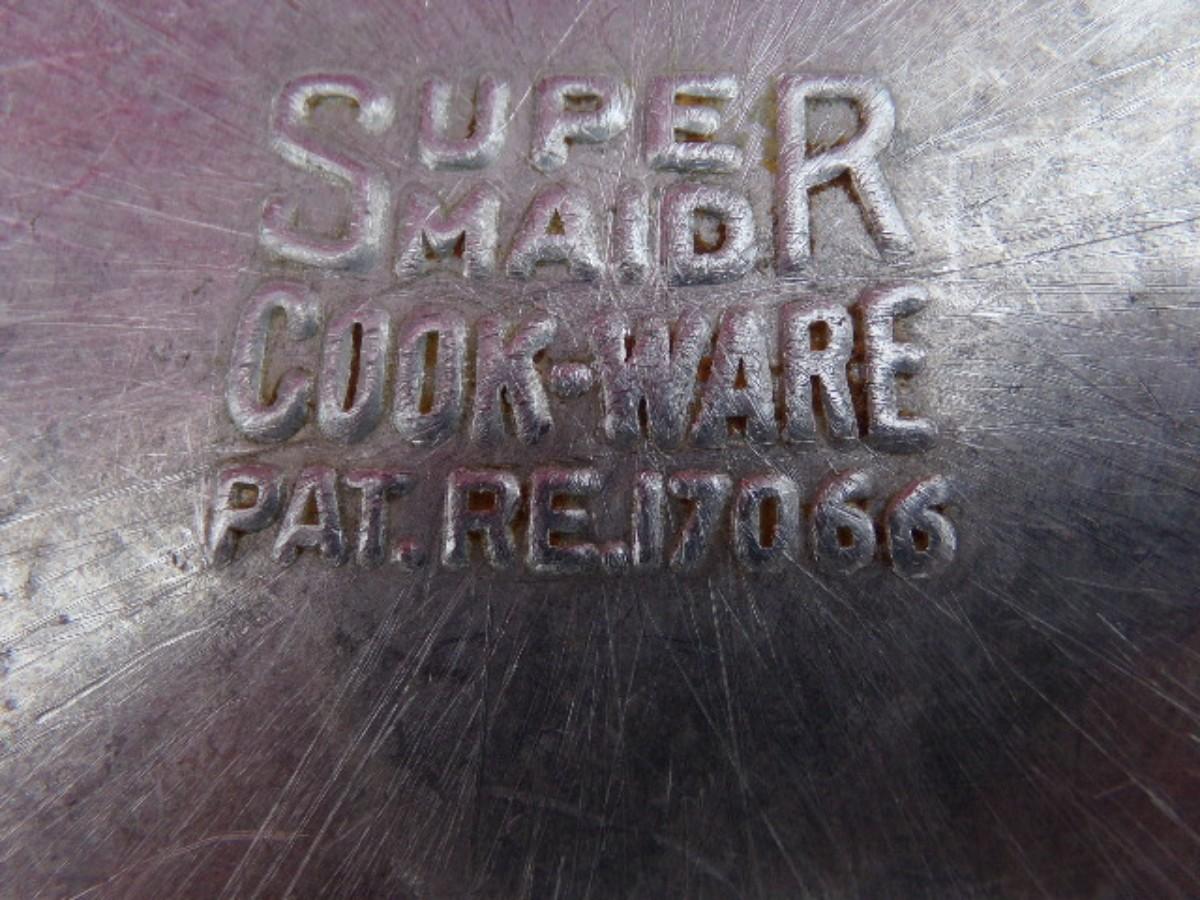 SUPER
MAID
COOK-WARE
PAT.RE.17066